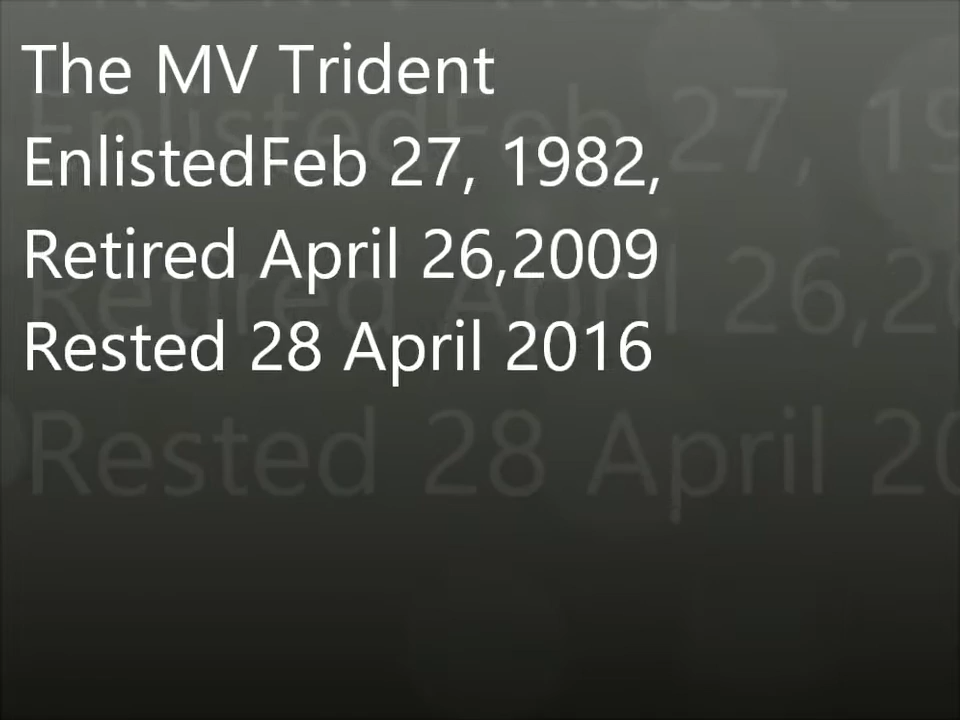 The MV Trident
EnlistedFeb 27, 1982,
Retired April 26,2009
Rested 28 April 2016